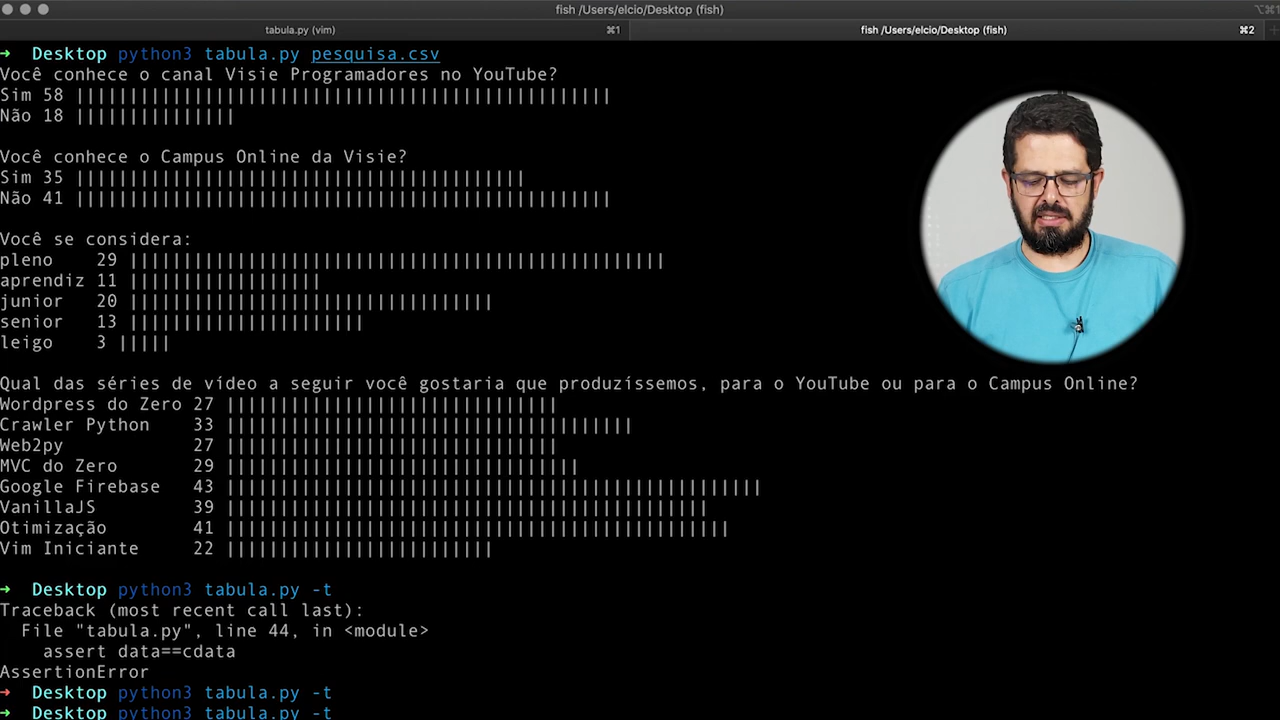 fish /Users/elcio/Desktop (fish)
⌥⌘1
tabula.py (vim) ⌘1 fish /Users/elcio/Desktop (fish) ⌘2 +
➜ Desktop python3 tabula.py pesquisa.csv
Você conhece o canal Visie Programadores no YouTube?
Sim 58 ||||||||||||||||||||||||||||||||||||||||||||||||||
Não 18 |||||||||||||||
Você conhece o Campus Online da Visie?
Sim 35 ||||||||||||||||||||||||||||||||||||||||||
Não 41 ||||||||||||||||||||||||||||||||||||||||||||||||||
Você se considera:
pleno 29 ||||||||||||||||||||||||||||||||||||||||||||||||||
aprendiz 11 ||||||||||||||||||
junior 20 ||||||||||||||||||||||||||||||||||
senior 13 ||||||||||||||||||||||
leigo 3 |||||
Qual das séries de vídeo a seguir você gostaria que produzíssemos, para o YouTube ou para o Campus Online?
Wordpress do Zero 27 |||||||||||||||||||||||||||||||
Crawler Python 33 ||||||||||||||||||||||||||||||||||||||
Web2py 27 |||||||||||||||||||||||||||||||
MVC do Zero 29 |||||||||||||||||||||||||||||||||
Google Firebase 43 ||||||||||||||||||||||||||||||||||||||||||||||||||
VanillaJS 39 |||||||||||||||||||||||||||||||||||||||||||||
Otimização 41 |||||||||||||||||||||||||||||||||||||||||||||||
Vim Iniciante 22 |||||||||||||||||||||||||
➜ Desktop python3 tabula.py -t
Traceback (most recent call last):
File "tabula.py", line 44, in <module>
assert data==cdata
AssertionError
➜ Desktop python3 tabula.py -t
➜ Desktop python3 tabula.py -t